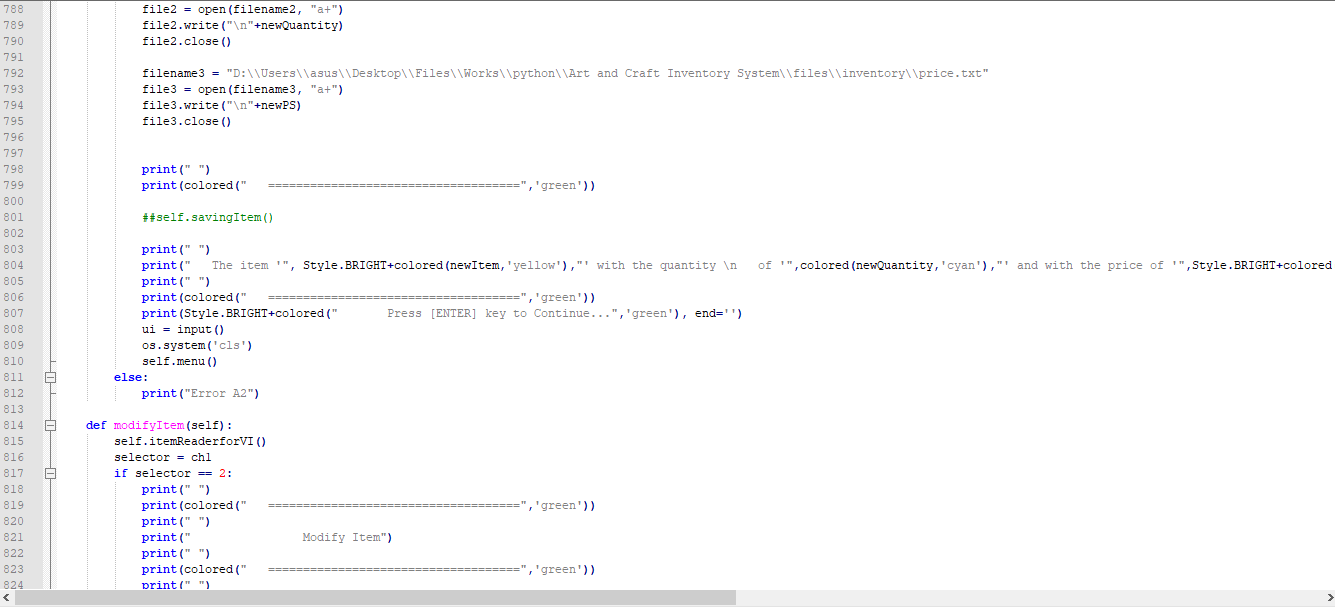 788                 file2 = open(filename2, "a+")
789                 file2.write("\n"+newQuantity)
790                 file2.close()
791
792                 filename3 = "D:\\Users\\asus\\Desktop\\Files\\Works\\python\\Art and Craft Inventory System\\files\\inventory\\price.txt"
793                 file3 = open(filename3, "a+")
794                 file3.write("\n"+newPS)
795                 file3.close()
796
797
798                 print(" ")
799                 print(colored("   ====================================",'green'))
800
801                 ##self.savingItem()
802
803                 print(" ")
804                 print("   The item '", Style.BRIGHT+colored(newItem,'yellow'),"' with the quantity \n   of '",colored(newQuantity,'cyan'),"' and with the price of '",Style.BRIGHT+colored
805                 print(" ")
806                 print(colored("   ====================================",'green'))
807                 print(Style.BRIGHT+colored("       Press [ENTER] key to Continue...",'green'), end='')
808                 ui = input()
809                 os.system('cls')
810                 self.menu()
811             else:
812                 print("Error A2")
813
814         def modifyItem(self):
815             self.itemReaderforVI()
816             selector = ch1
817             if selector == 2:
818                 print(" ")
819                 print(colored("   ====================================",'green'))
820                 print(" ")
821                 print("                Modify Item")
822                 print(" ")
823                 print(colored("   ====================================",'green'))
824                 print(" ")